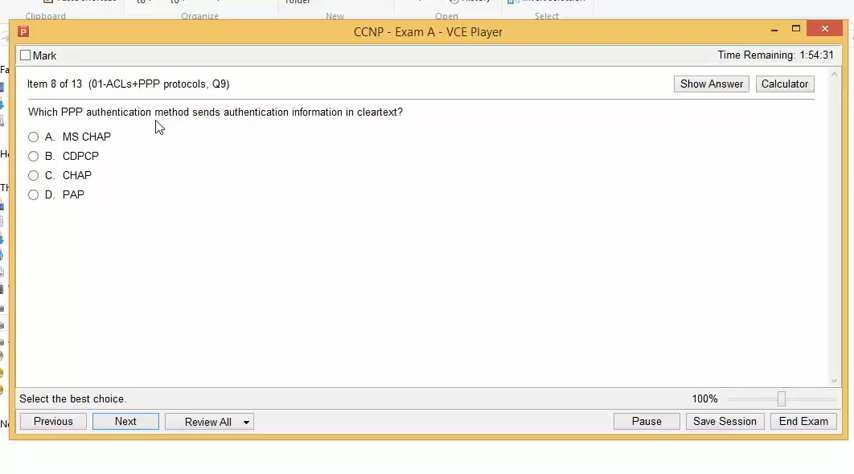 Clipboard
Organize
New
Open
Select
folder
CCNP - Exam A - VCE Player
Mark
Time Remaining: 1:54:31
Item 8 of 13 (01-ACLs+PPP protocols, Q9)
Show Answer
Calculator
Which PPP authentication method sends authentication information in cleartext?
A. MS CHAP
B. CDPCP
C. CHAP
D. PAP
Select the best choice.
100%
Previous
Next
Review All
Pause
Save Session
End Exam